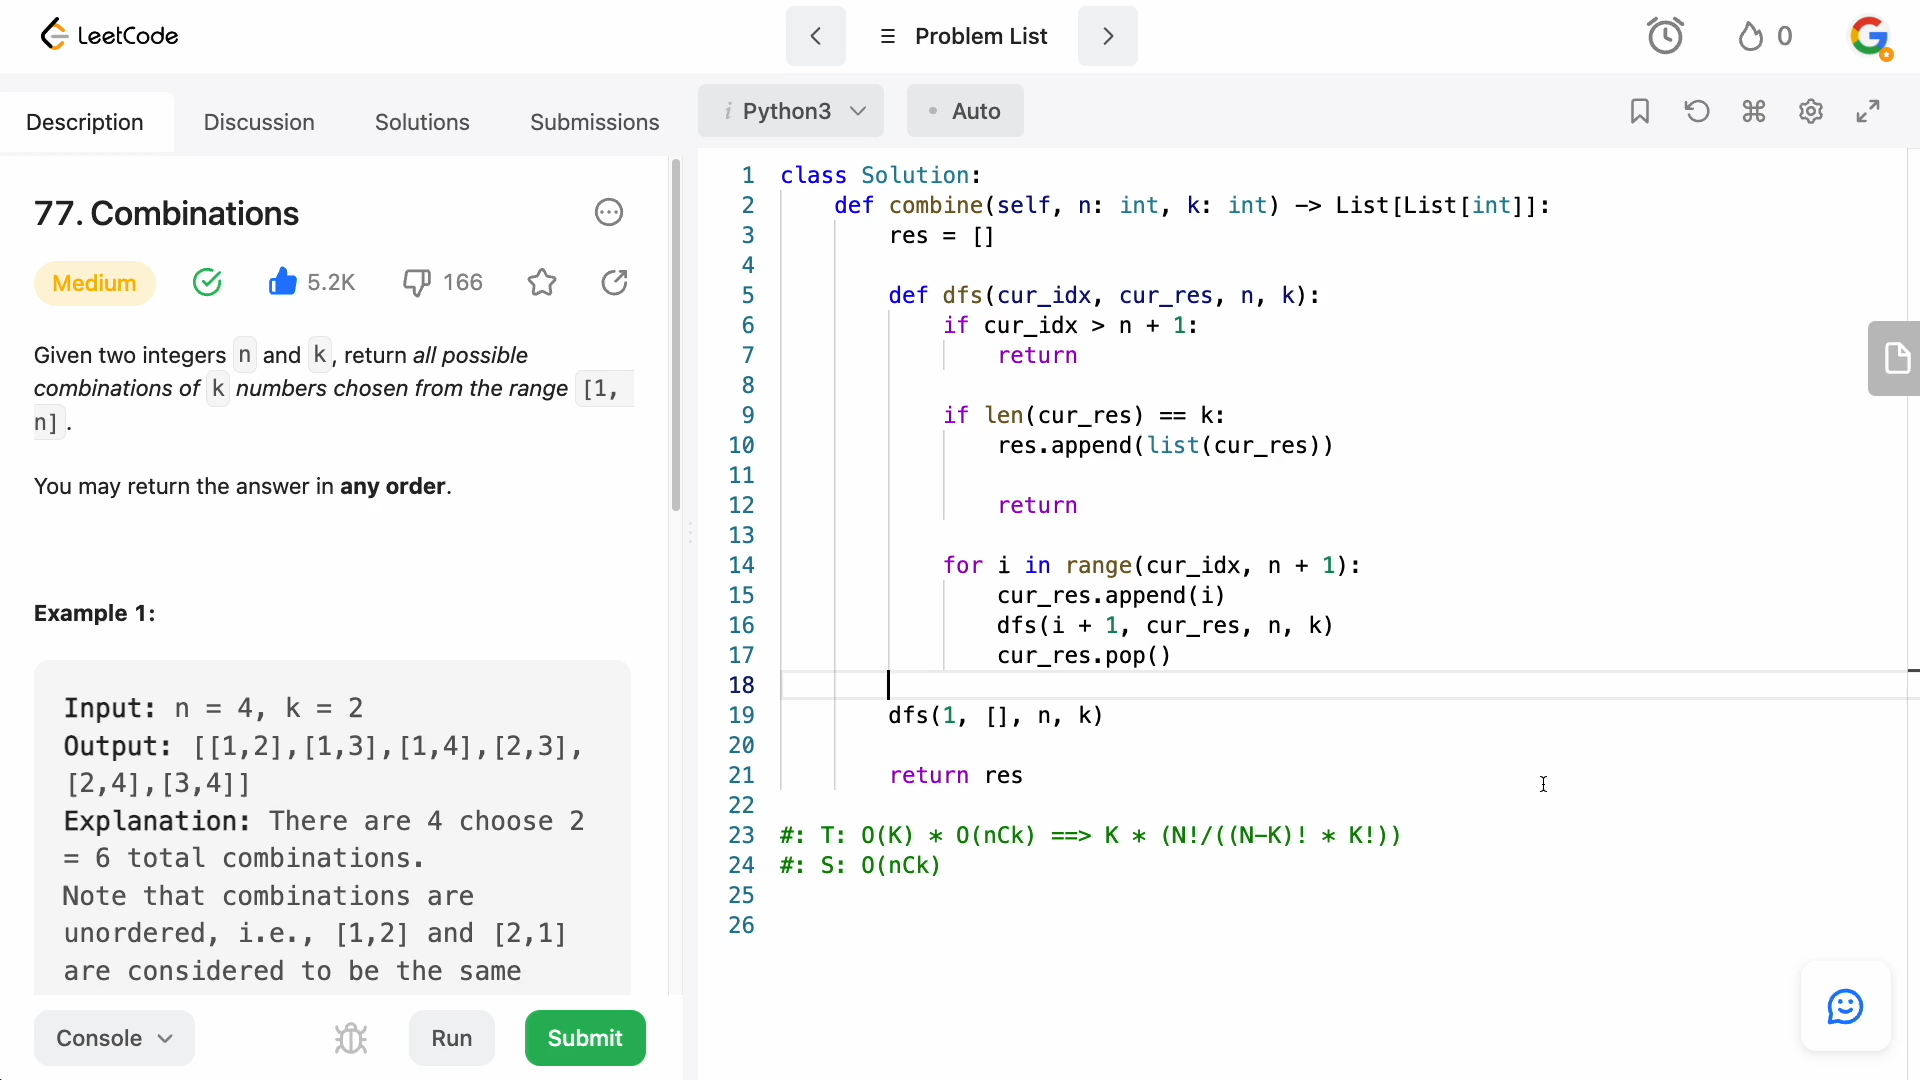 LeetCode
Problem List
0
Description Discussion Solutions Submissions
i Python3
• Auto
77. Combinations
Medium
5.2K
166
Given two integers n and k, return all possible
combinations of k numbers chosen from the range [1,
n].
You may return the answer in any order.
Example 1:
Input: n = 4, k = 2
Output: [[1,2],[1,3],[1,4],[2,3],
[2,4],[3,4]]
Explanation: There are 4 choose 2
= 6 total combinations.
Note that combinations are
unordered, i.e., [1,2] and [2,1]
are considered to be the same
Console
Run
Submit
1 class Solution:
2 def combine(self, n: int, k: int) -> List[List[int]]:
3 res = []
4
5 def dfs(cur_idx, cur_res, n, k):
6 if cur_idx > n + 1:
7 return
8
9 if len(cur_res) == k:
10 res.append(list(cur_res))
11
12 return
13
14 for i in range(cur_idx, n + 1):
15 cur_res.append(i)
16 dfs(i + 1, cur_res, n, k)
17 cur_res.pop()
18
19 dfs(1, [], n, k)
20
21 return res
22
23 #: T: O(K) * O(nCk) ==> K * (N!/((N-K)! * K!))
24 #: S: O(nCk)
25
26